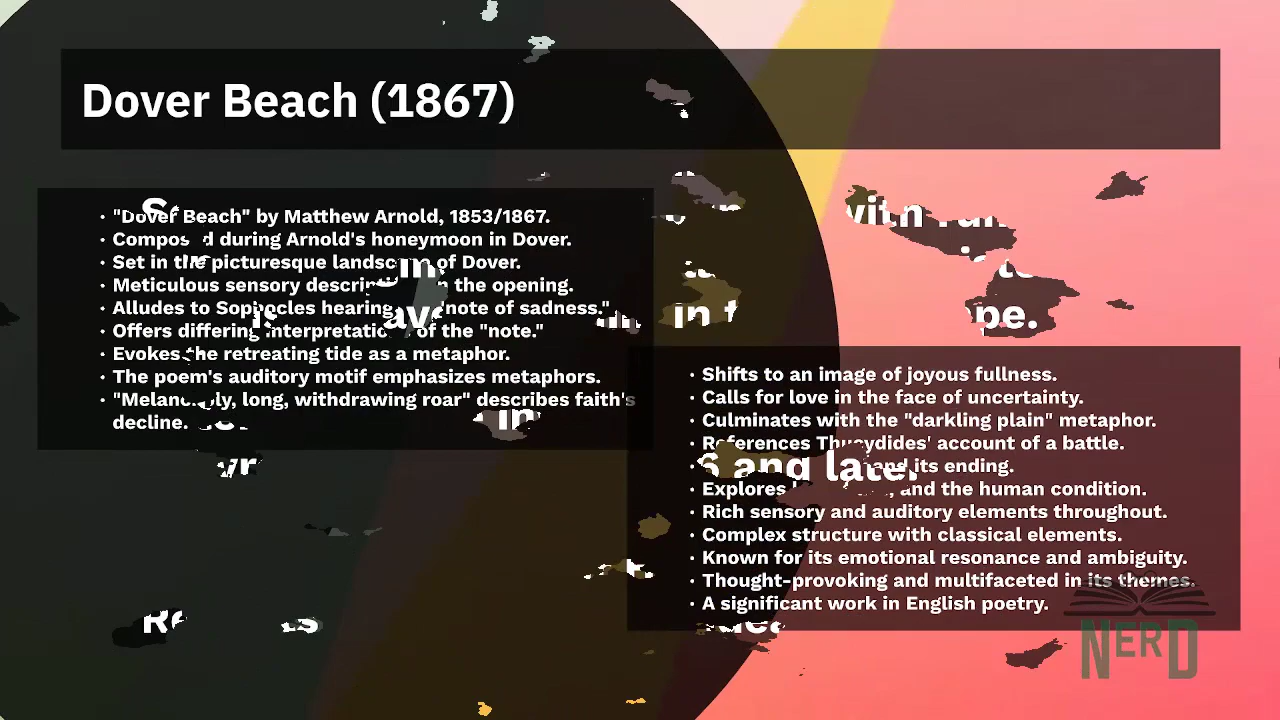 Dover Beach (1867)
• "Dover Beach" by Matthew Arnold, 1853/1867.
• Composed during Arnold's honeymoon in Dover.
• Set in the picturesque landscape of Dover.
• Meticulous sensory description in the opening.
• Alludes to Sophocles hearing "note of sadness."
• Offers differing interpretations of the "note."
• Evokes the retreating tide as a metaphor.
• The poem's auditory motif emphasizes metaphors.
• "Melancholy, long, withdrawing roar" describes faith's
decline.
• Shifts to an image of joyous fullness.
• Calls for love in the face of uncertainty.
• Culminates with the "darkling plain" metaphor.
• References Thucydides' account of a battle.
• and its ending.
• Explores and the human condition.
• Rich sensory and auditory elements throughout.
• Complex structure with classical elements.
• Known for its emotional resonance and ambiguity.
• Thought-provoking and multifaceted in its themes.
• A significant work in English poetry.
NERD